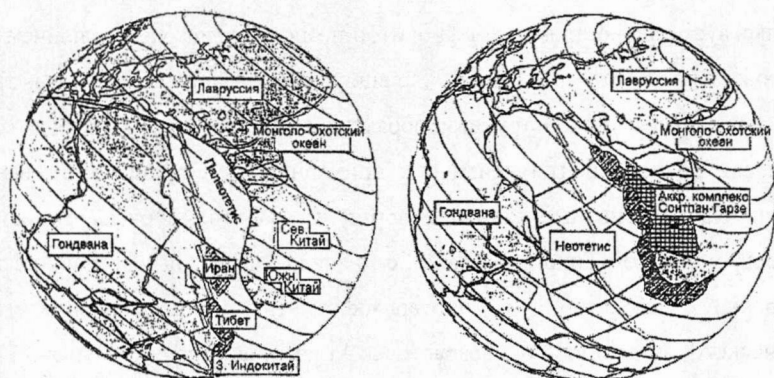 Лавруссия
Монголо-Охотский
океан
Палеотетис
Гондвана
Сев.
Китай
Иран
Южн.
Китай
Тибет
З. Индокитай
Лавруссия
Монголо-Охотский
океан
Аккр. комплекс
Сонгпан-Гарзе
Гондвана
Неотетис